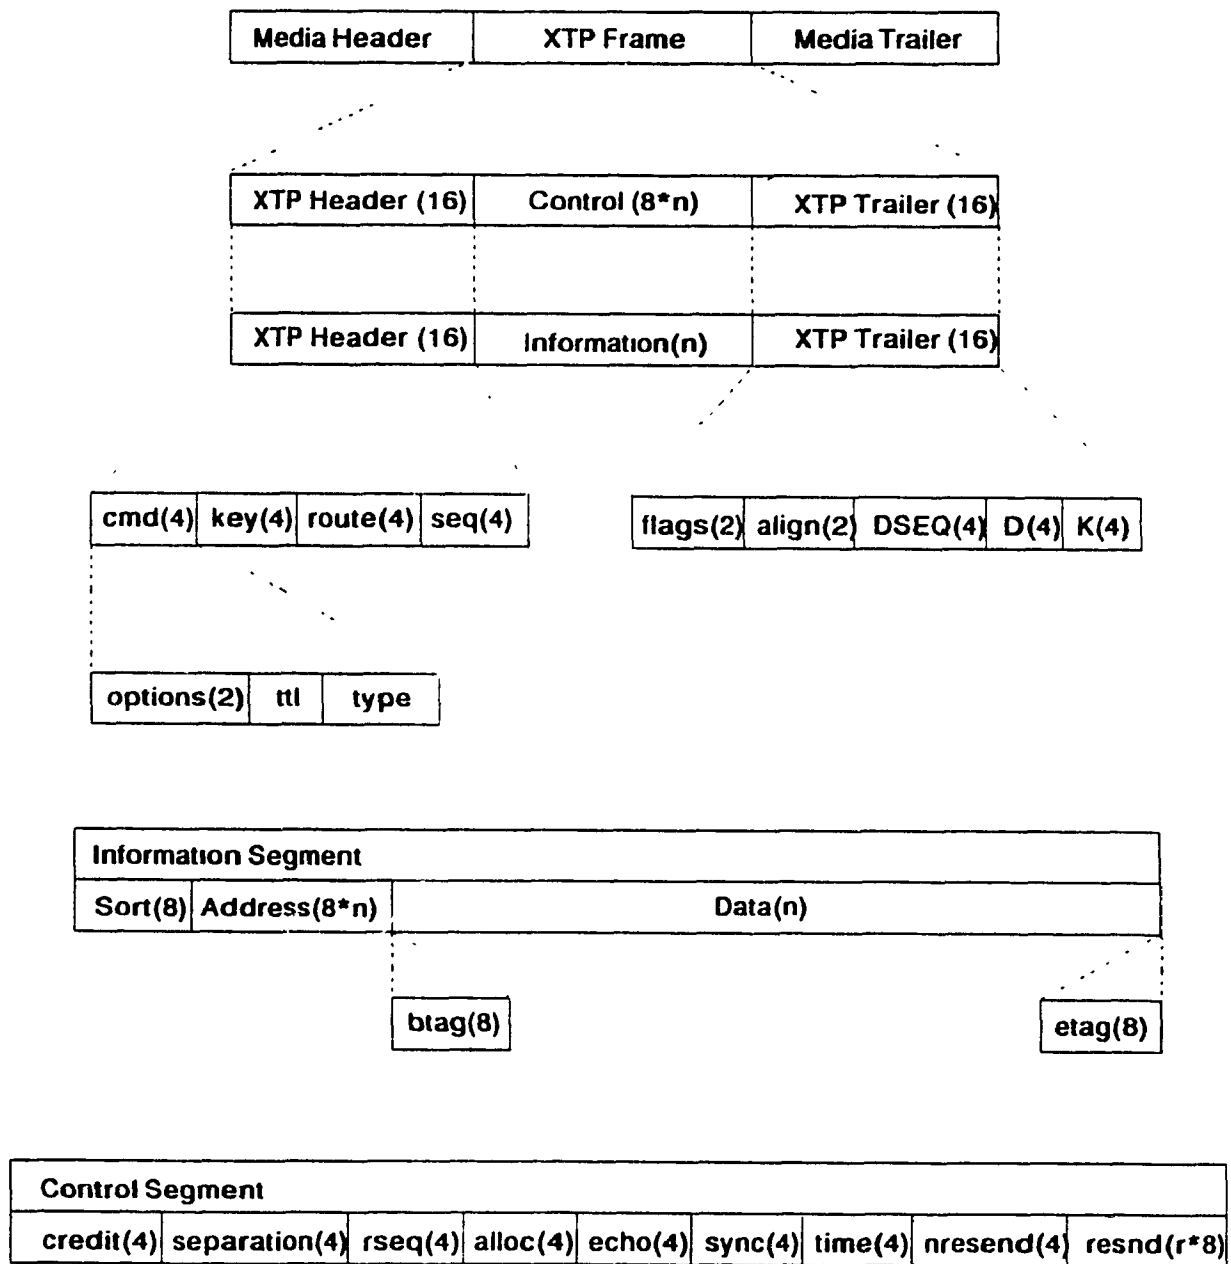 Media Header XTP Frame Media Trailer
XTP Header (16) Control (8*n) XTP Trailer (16)
XTP Header (16) Information(n) XTP Trailer (16)
cmd(4) key(4) route(4) seq(4) flags(2) align(2) DSEQ(4) D(4) K(4)
options(2) ttl type
Information Segment
Sort(8) Address(8*n) Data(n)
btag(8) etag(8)
Control Segment
credit(4) separation(4) rseq(4) alloc(4) echo(4) sync(4) time(4) nresend(4) resnd(r*8)